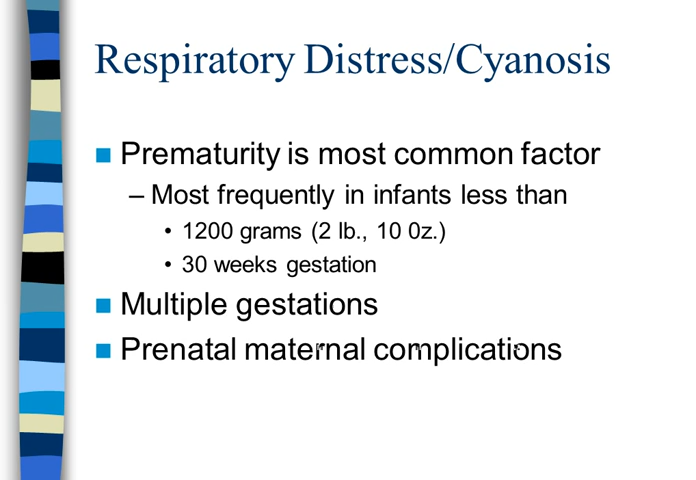 Respiratory Distress/Cyanosis
■ Prematurity is most common factor
– Most frequently in infants less than
• 1200 grams (2 lb., 10 0z.)
• 30 weeks gestation
■ Multiple gestations
■ Prenatal maternal complications